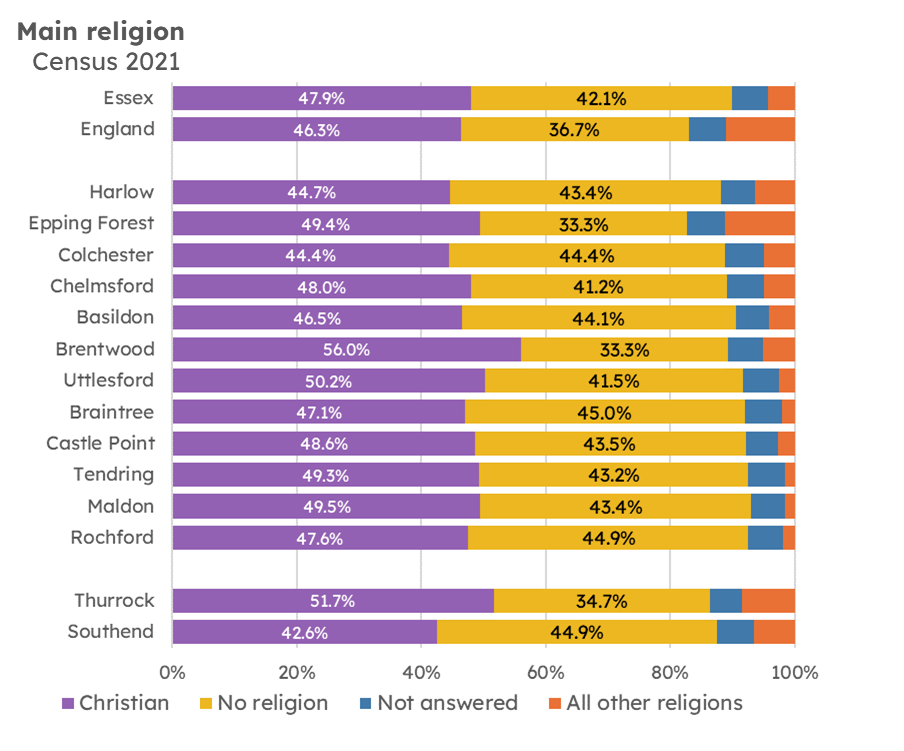 Main religion
Census 2021
Essex 47.9% 42.1%
England 46.3% 36.7%
Harlow 44.7% 43.4%
Epping Forest 49.4% 33.3%
Colchester 44.4% 44.4%
Chelmsford 48.0% 41.2%
Basildon 46.5% 44.1%
Brentwood 56.0% 33.3%
Uttlesford 50.2% 41.5%
Braintree 47.1% 45.0%
Castle Point 48.6% 43.5%
Tendring 49.3% 43.2%
Maldon 49.5% 43.4%
Rochford 47.6% 44.9%
Thurrock 51.7% 34.7%
Southend 42.6% 44.9%
0% 20% 40% 60% 80% 100%
Christian No religion Not answered All other religions